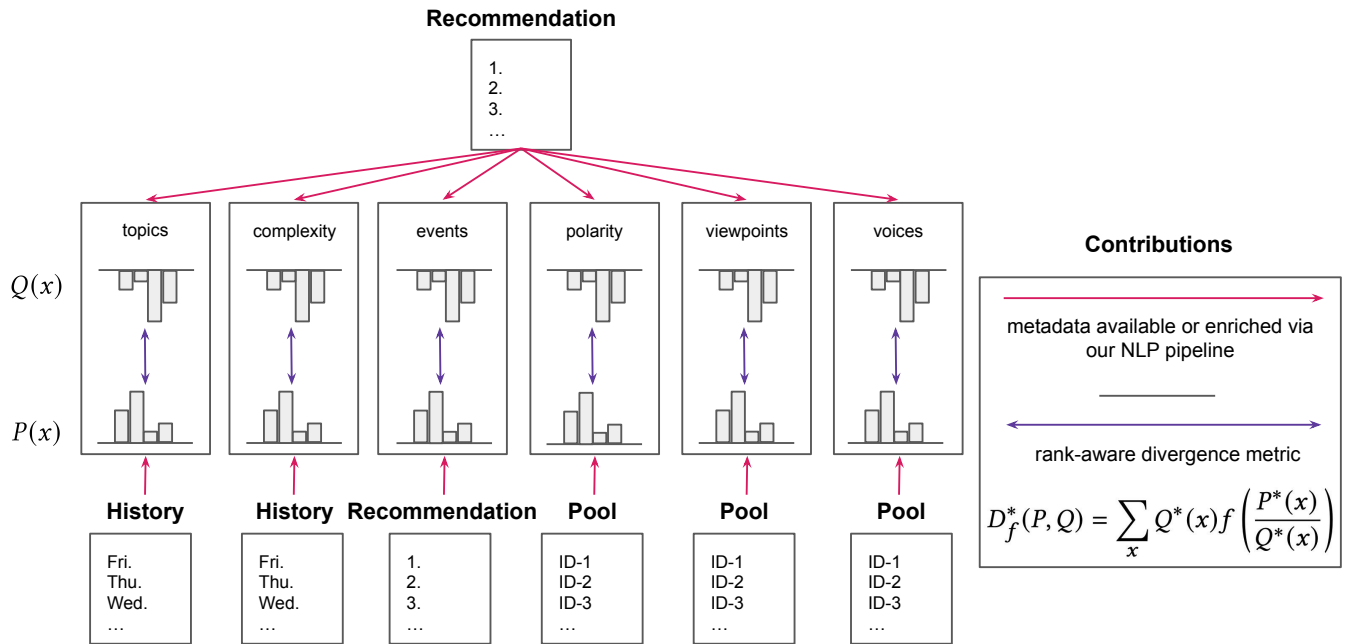 Recommendation
1.
2.
3.
…
topics
complexity
events
polarity
viewpoints
voices
Q(x)
P(x)
History
History
Recommendation
Pool
Pool
Pool
Fri.
Thu.
Wed.
…
Fri.
Thu.
Wed.
…
1.
2.
3.
…
ID-1
ID-2
ID-3
…
ID-1
ID-2
ID-3
…
ID-1
ID-2
ID-3
…
Contributions
metadata available or enriched via
our NLP pipeline
rank-aware divergence metric
D*_f(P, Q) = ∑_x Q*(x) f (P*(x) / Q*(x))